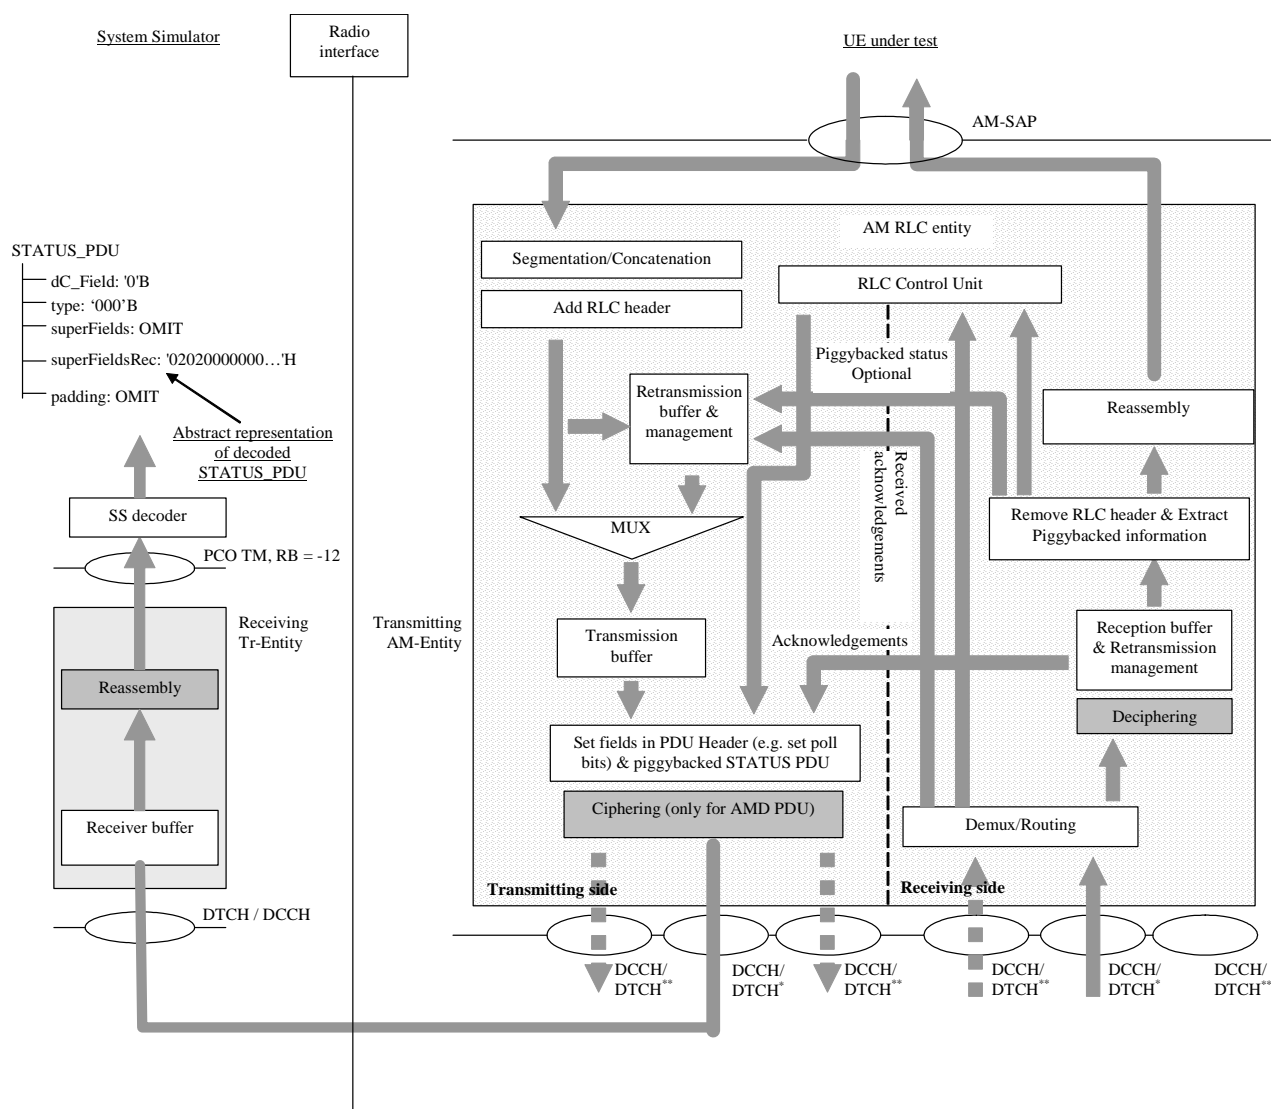 System Simulator
Radio
interface
UE under test
AM-SAP
STATUS_PDU
dC_Field: '0'B
type: ‘000’B
superFields: OMIT
superFieldsRec: '02020000000…'H
padding: OMIT
Abstract representation
of decoded
STATUS_PDU
SS decoder
PCO TM, RB = -12
Receiving
Tr-Entity
Reassembly
Receiver buffer
DTCH / DCCH
Transmitting
AM-Entity
AM RLC entity
Segmentation/Concatenation
Add RLC header
RLC Control Unit
Piggybacked status
Optional
Retransmission
buffer &
management
Reassembly
Received
acknowledgements
MUX
Remove RLC header & Extract
Piggybacked information
Transmission
buffer
Acknowledgements
Reception buffer
& Retransmission
management
Deciphering
Set fields in PDU Header (e.g. set poll
bits) & piggybacked STATUS PDU
Ciphering (only for AMD PDU)
Demux/Routing
Transmitting side
Receiving side
DCCH/
DTCH**
DCCH/
DTCH*
DCCH/
DTCH**
DCCH/
DTCH**
DCCH/
DTCH*
DCCH/
DTCH**